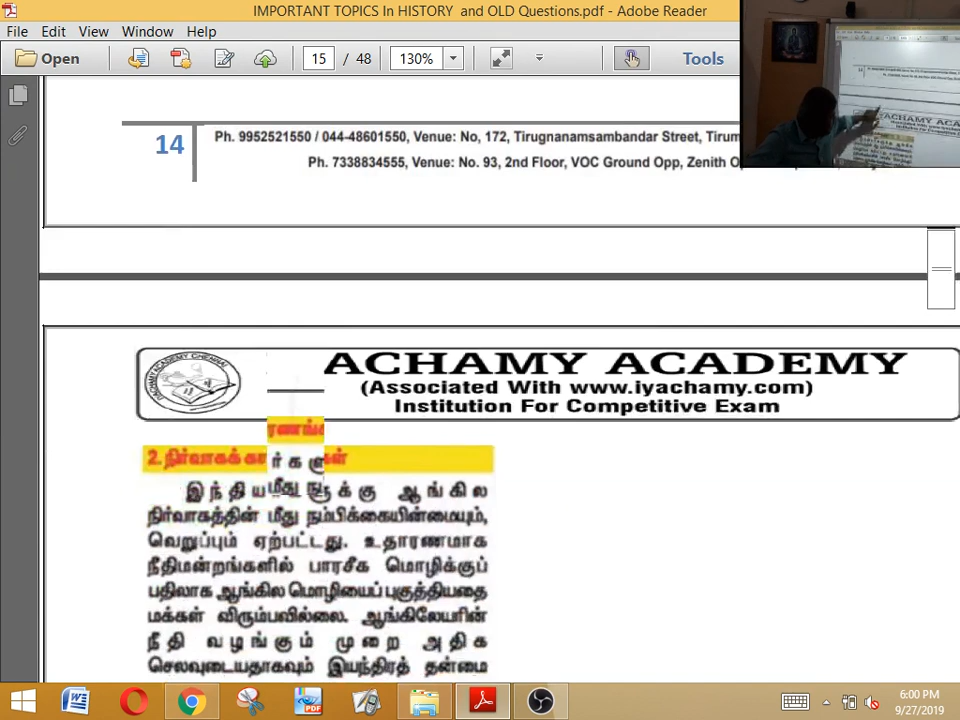 IMPORTANT TOPICS In HISTORY and OLD Questions.pdf - Adobe Reader
File Edit View Window Help
Open 15 / 48 130% Tools
14
Ph. 9952521550 / 044-48601550, Venue: No, 172, Tirugnanamsambandar Street, Tirum
Ph. 7338834555, Venue: No. 93, 2nd Floor, VOC Ground Opp, Zenith O
ACHAMY ACADEMY
(Associated With www.iyachamy.com)
Institution For Competitive Exam
ரணங்க
2. நிர்வாகக் கா ர் க ளு கள்
இந்திய மீது ந க்கு ஆங்கில
நிர்வாகத்தின் மீது நம்பிக்கையின்மையும்,
வெறுப்பும் ஏற்பட்டது. உதாரணமாக
நீதிமன்றங்களில் பாரசீக மொழிக்குப்
பதிலாக ஆங்கில மொழியைப் புகுத்தியதை
மக்கள் விரும்பவில்லை. ஆங்கிலேயரின்
நீதி வழங்கும் முறை அதிக
செலவுடையதாகவும் இயந்திரத் தன்மை
6:00 PM
9/27/2019